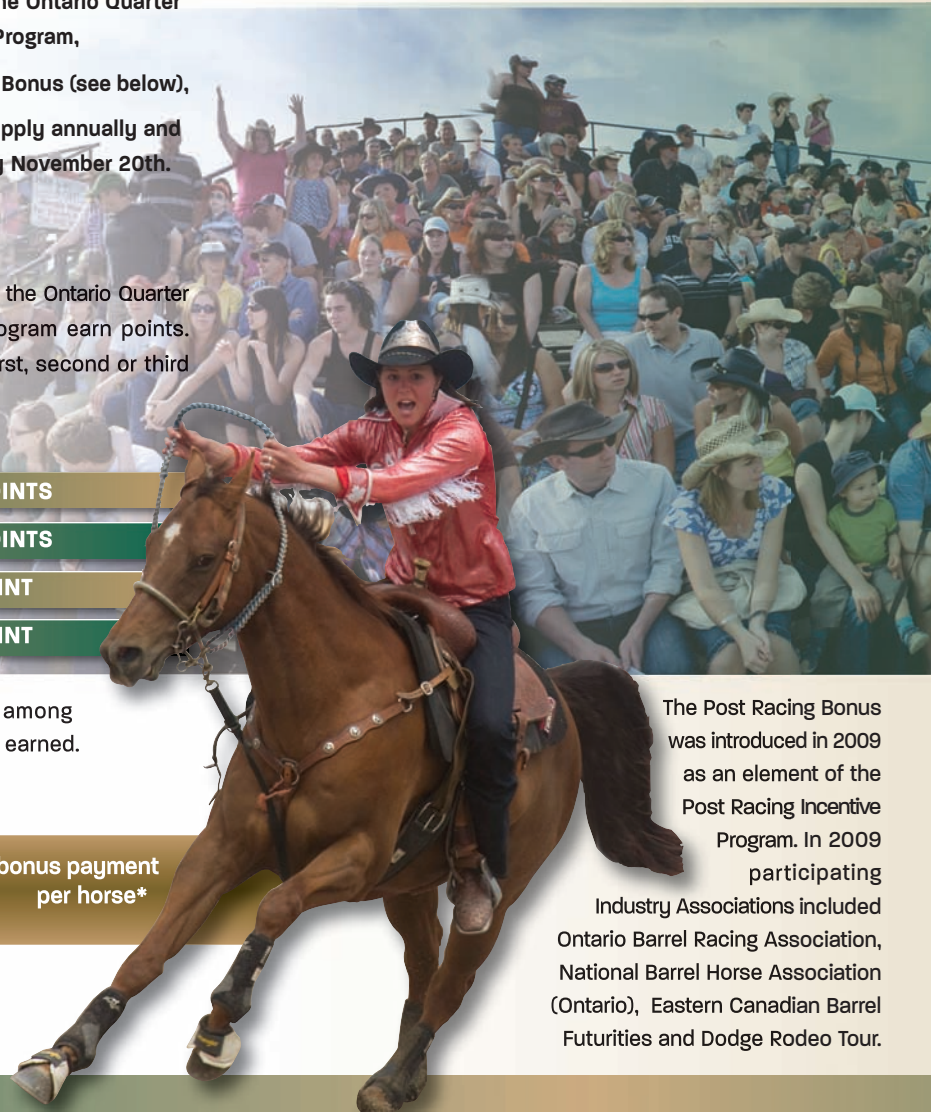 he Ontario Quarter
Program,
Bonus (see below),
pply annually and
November 20th.
the Ontario Quarter
ogram earn points.
rst, second or third
INTS
INTS
INT
INT
among
earned.
bonus payment
per horse*
The Post Racing Bonus
was introduced in 2009
as an element of the
Post Racing Incentive
Program. In 2009
participating
Industry Associations included
Ontario Barrel Racing Association,
National Barrel Horse Association
(Ontario), Eastern Canadian Barrel
Futurities and Dodge Rodeo Tour.